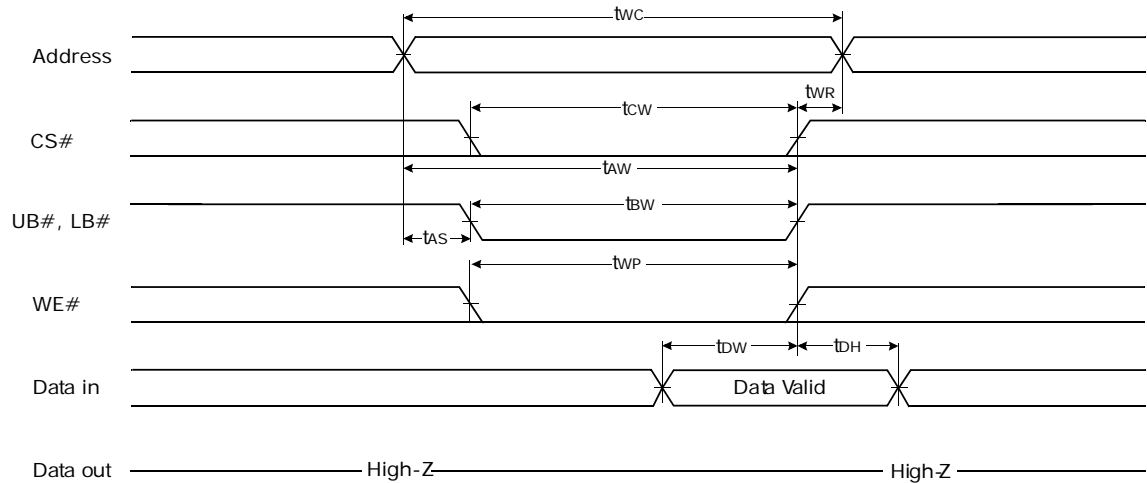 tWC
Address
tWR
tCW
CS#
tAW
UB#, LB#
tBW
tAS
tWP
WE#
tDW
tDH
Data in
Data Valid
Data out
High-Z
High-Z